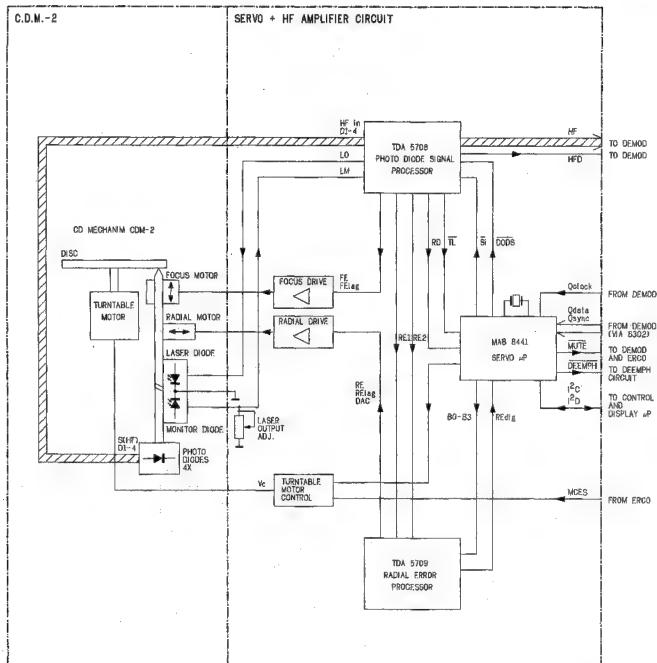 C.D.M.-2
SERVO + HF AMPLIFIER CIRCUIT
HF in
D1-4
TDA 5708
PHOTO DIODE SIGNAL
PROCESSOR
HF
TO DEMOD
HFD
TO DEMOD
LO
LM
CD MECHANIM CDM-2
DISC
FOCUS MOTOR
TURNTABLE
MOTOR
RADIAL MOTOR
LASER DIODE
MONITOR DIODE
S(HF)
D1-4
PHOTO
DIODES
4X
FOCUS DRIVE
FE
FElag
RADIAL DRIVE
RE
RElag
DAC
LASER
OUTPUT
ADJ.
RE1
RE2
RD
TL
Si
DODS
MAB 8441
SERVO µP
Qclock
FROM DEMOD
Qdata
Qsync
FROM DEMOD
(VIA 6302)
MUTE
TO DEMOD
AND ERCO
DEEMPH
TO DEEMPH
CIRCUIT
I²C
I²D
TO CONTROL
AND
DISPLAY µP
B0-B3
REdig
Vc
TURNTABLE
MOTOR
CONTROL
MCES
FROM ERCO
TDA 5709
RADIAL ERROR
PROCESSOR